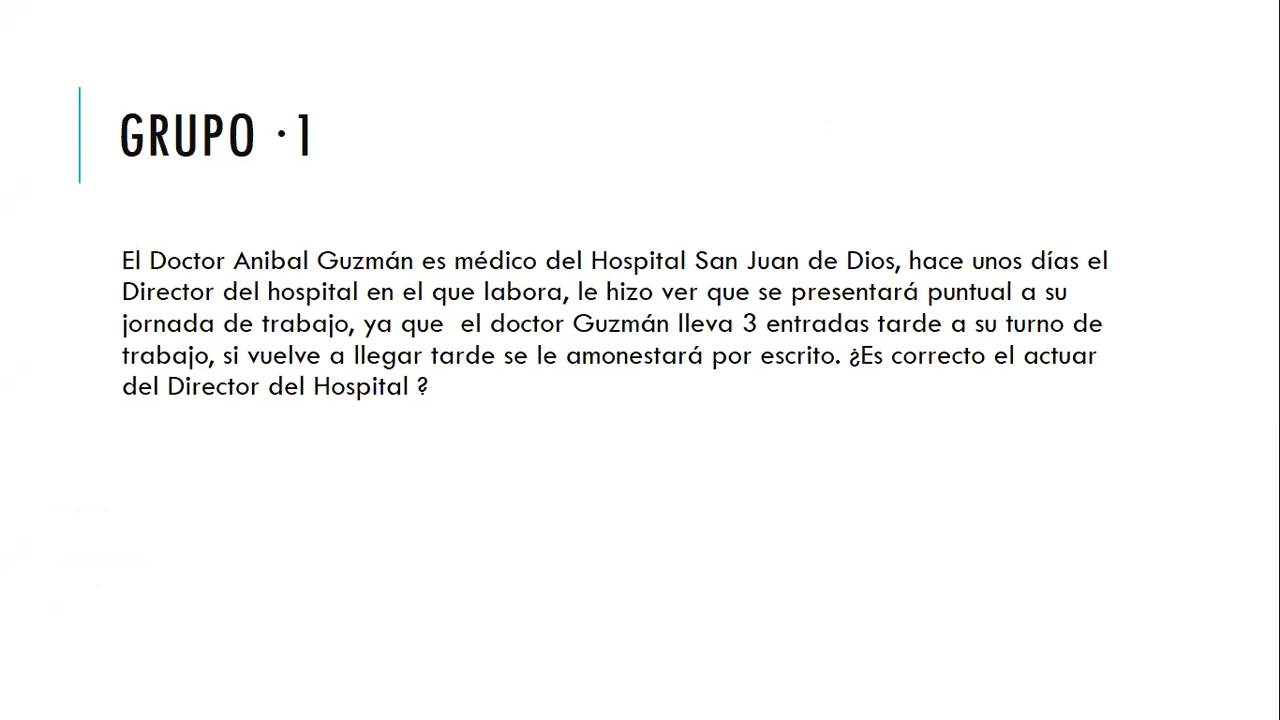 GRUPO ·1
El Doctor Anibal Guzmán es médico del Hospital San Juan de Dios, hace unos días el
Director del hospital en el que labora, le hizo ver que se presentará puntual a su
jornada de trabajo, ya que  el doctor Guzmán lleva 3 entradas tarde a su turno de
trabajo, si vuelve a llegar tarde se le amonestará por escrito. ¿Es correcto el actuar
del Director del Hospital ?